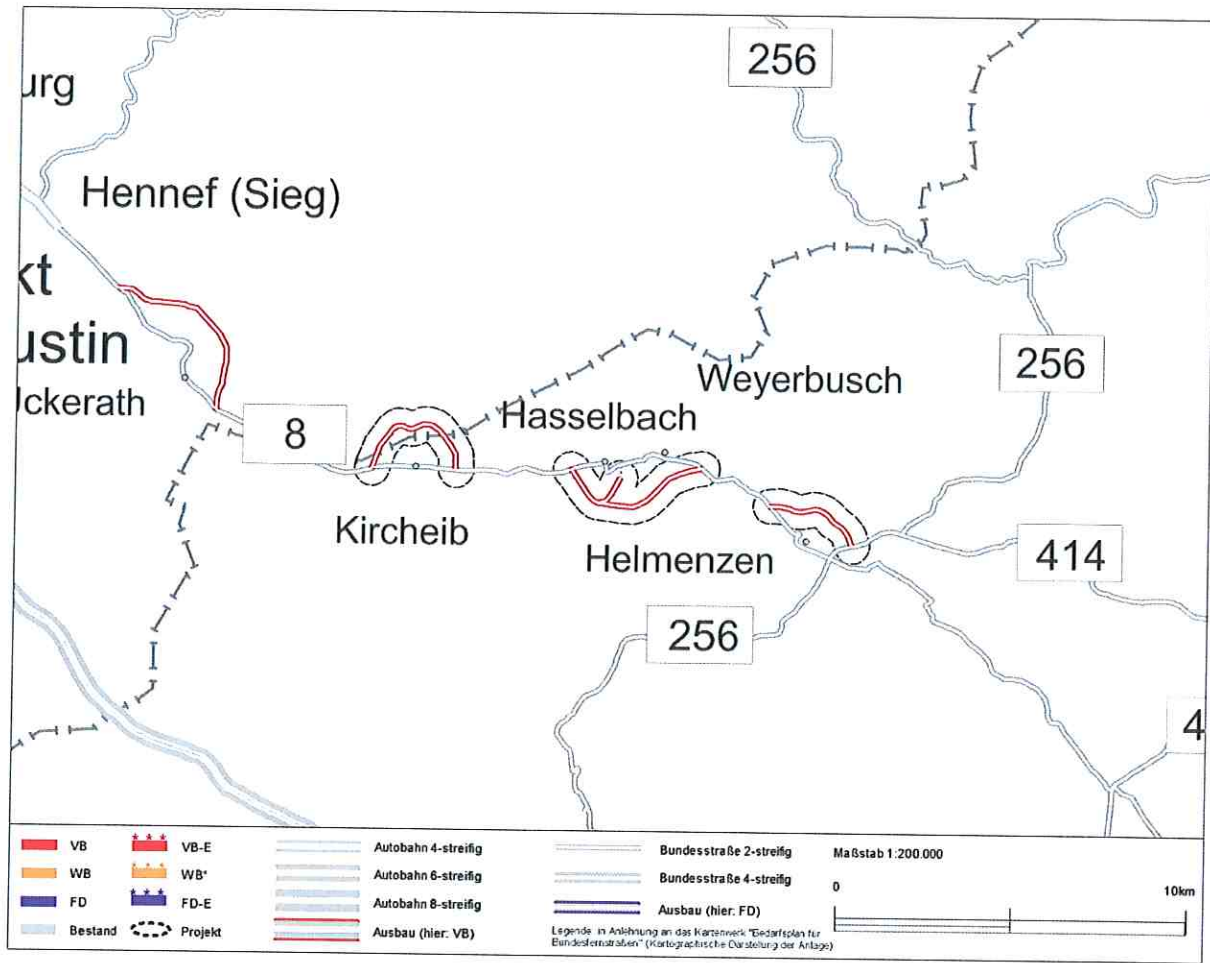 256
urg
Hennef (Sieg)
kt
ustin
256
Weyerbusch
Uckerath
Hasselbach
8
Kircheib
Helmenzen
414
256
4
VB
VB-E
Autobahn 4-streifig
Bundesstraße 2-streifig
Maßstab 1:200.000
WB
WB*
Autobahn 6-streifig
Bundesstraße 4-streifig
0
10km
FD
FD-E
Autobahn 8-streifig
Ausbau (hier: FD)
Bestand
Projekt
Ausbau (hier: VB)
Legende in Anlehnung an das Kartenwerk "Bedarfsplan für
Bundesfernstraßen" (Kartographische Darstellung der Anlage)